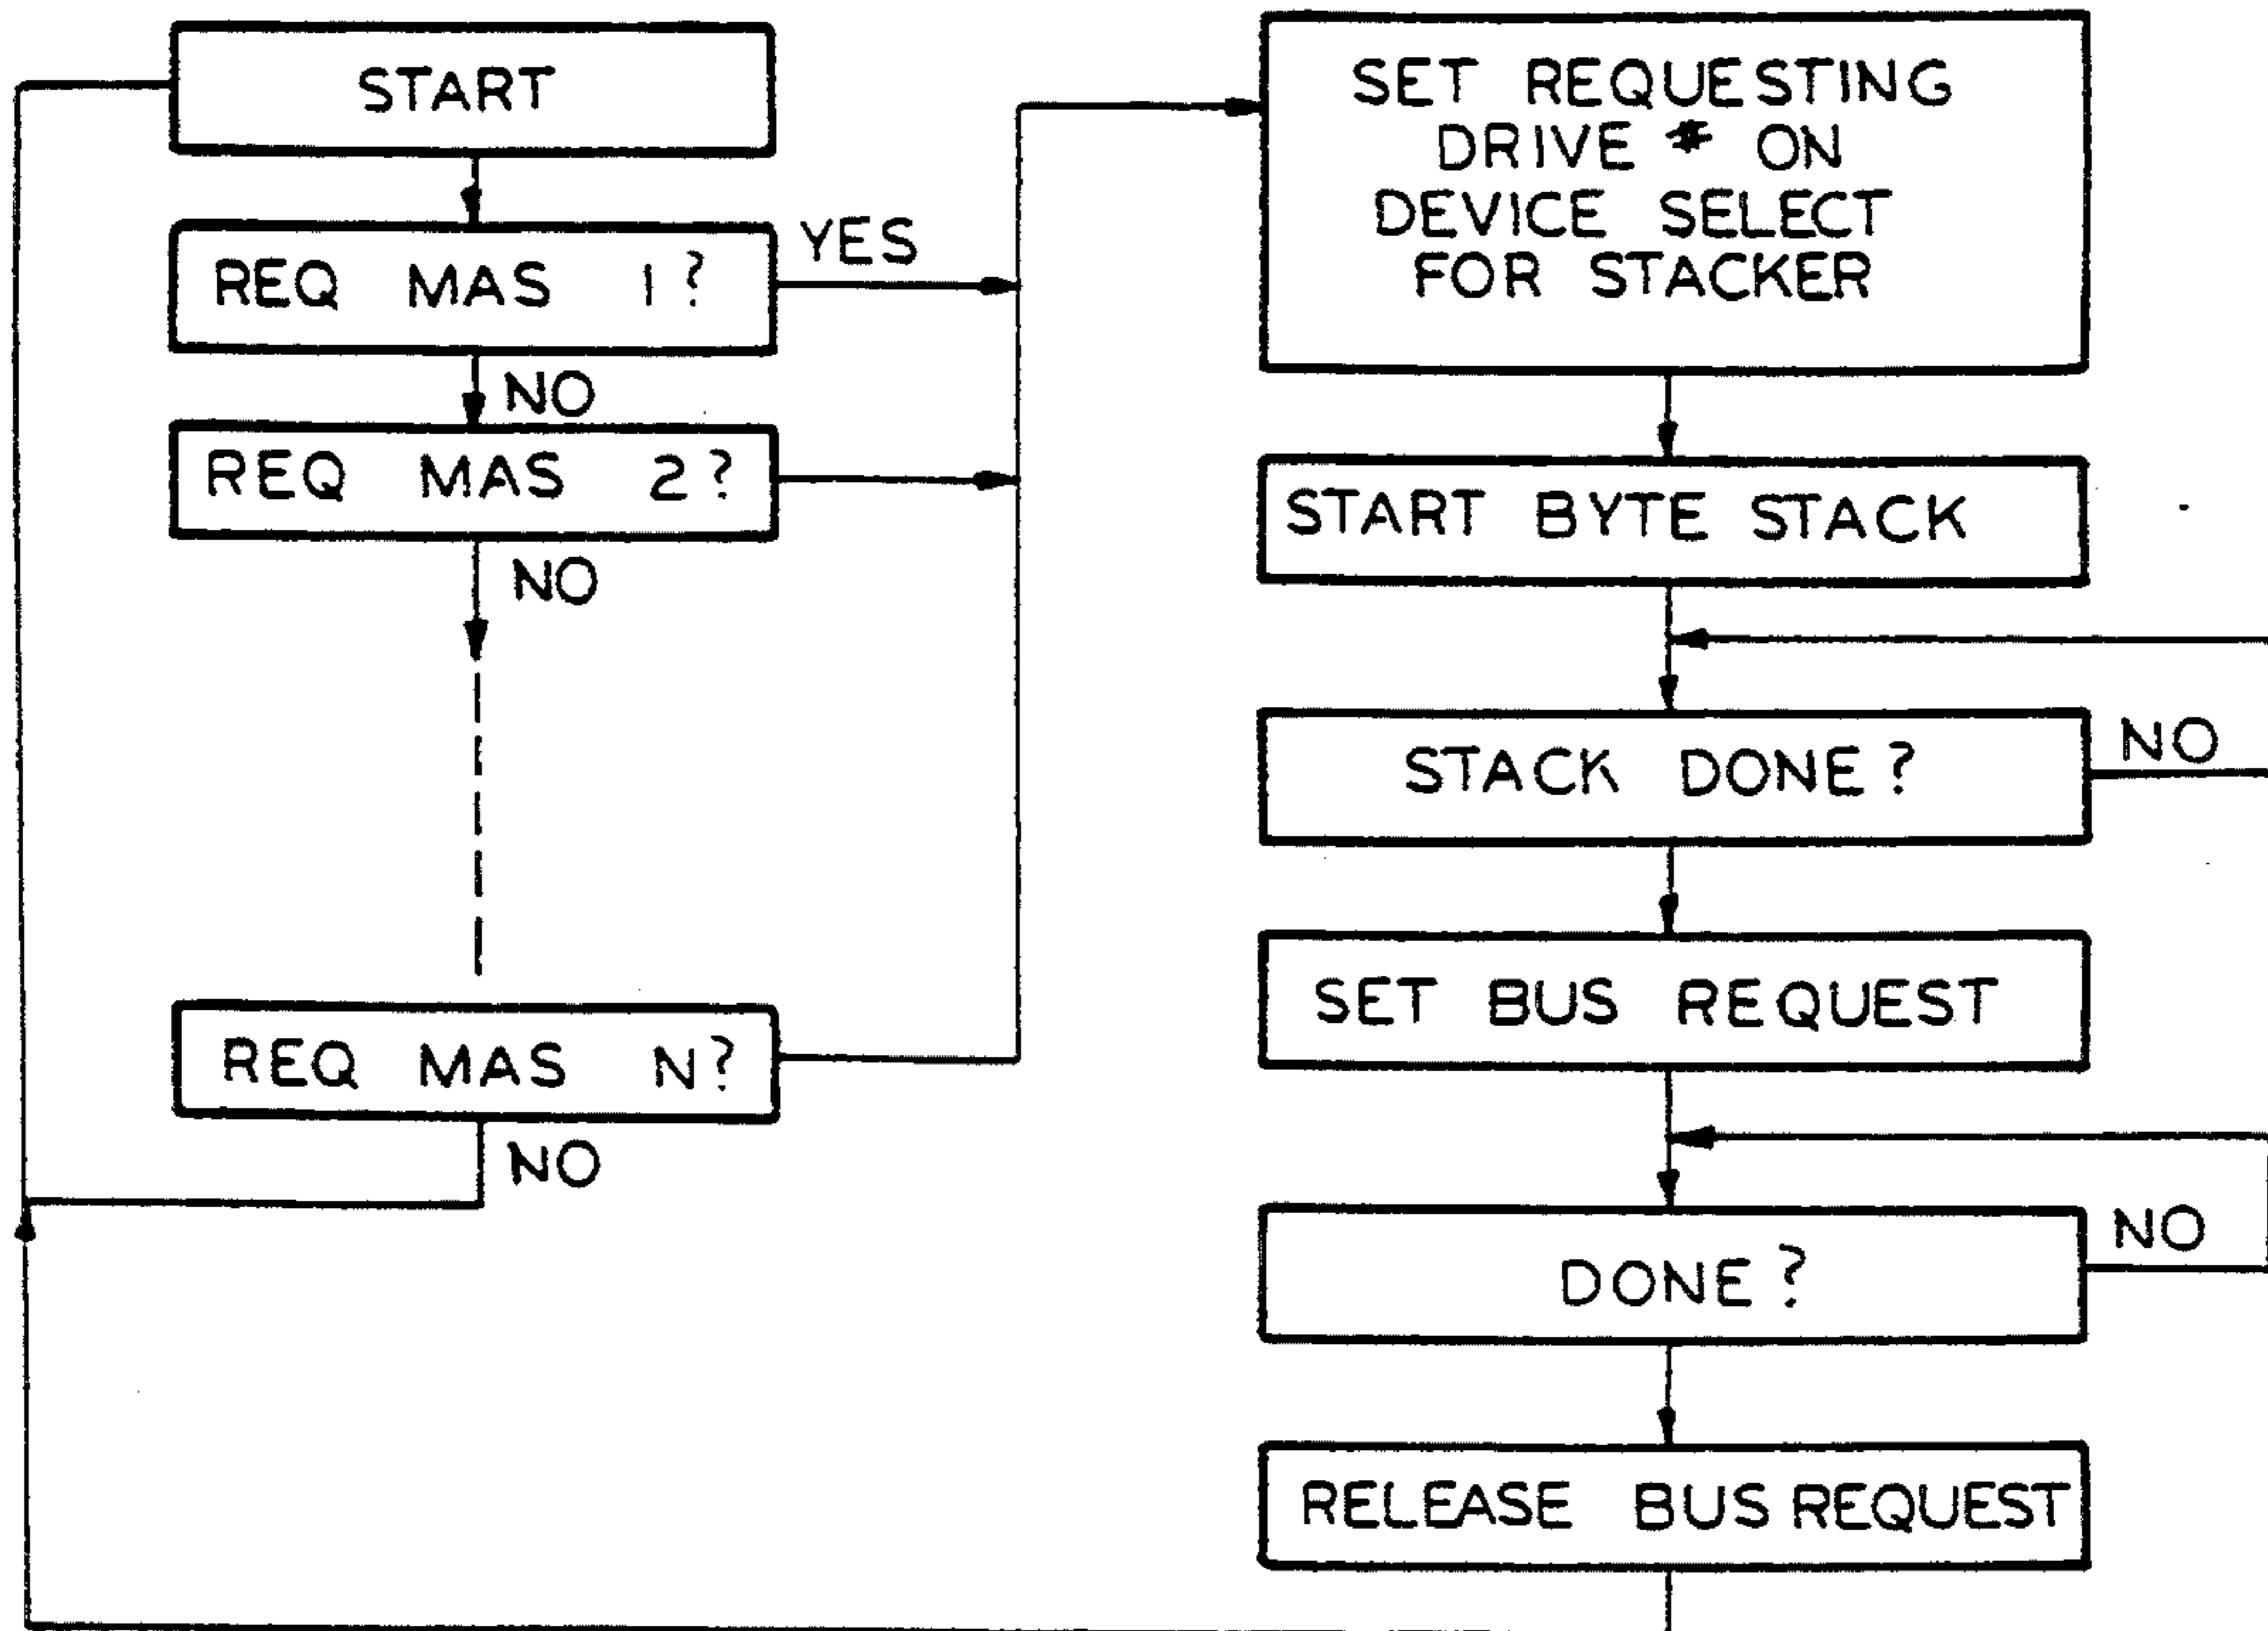 START
REQ MAS 1?
YES
NO
REQ MAS 2?
NO
REQ MAS N?
NO
SET REQUESTING
DRIVE # ON
DEVICE SELECT
FOR STACKER
START BYTE STACK
STACK DONE?
NO
SET BUS REQUEST
DONE?
NO
RELEASE BUS REQUEST